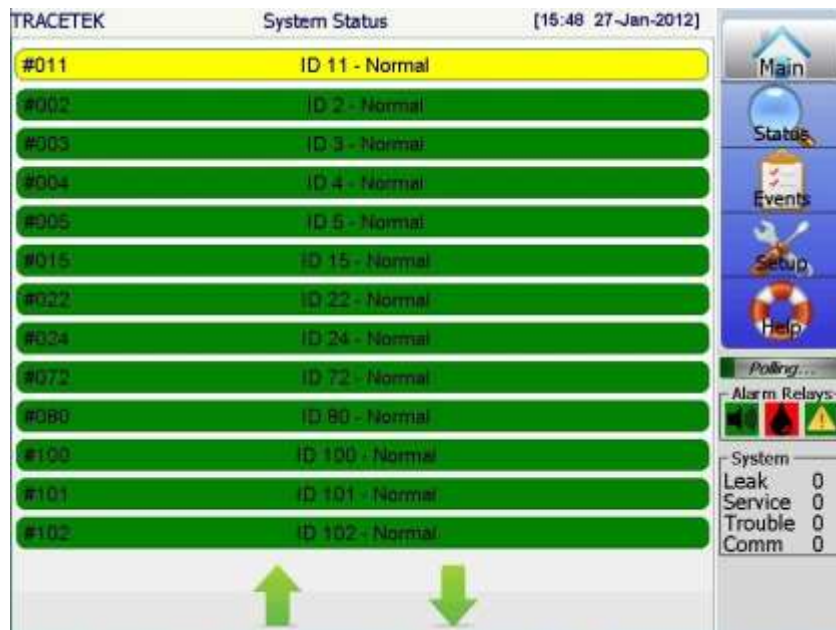 TRACETEK System Status [15:48 27-Jan-2012]
#011 ID 11 - Normal
#002 ID 2 - Normal
#003 ID 3 - Normal
#004 ID 4 - Normal
#005 ID 5 - Normal
#015 ID 15 - Normal
#022 ID 22 - Normal
#024 ID 24 - Normal
#072 ID 72 - Normal
#080 ID 80 - Normal
#100 ID 100 - Normal
#101 ID 101 - Normal
#102 ID 102 - Normal
Main
Status
Events
Setup
Help
Polling...
Alarm Relays
System
Leak 0
Service 0
Trouble 0
Comm 0